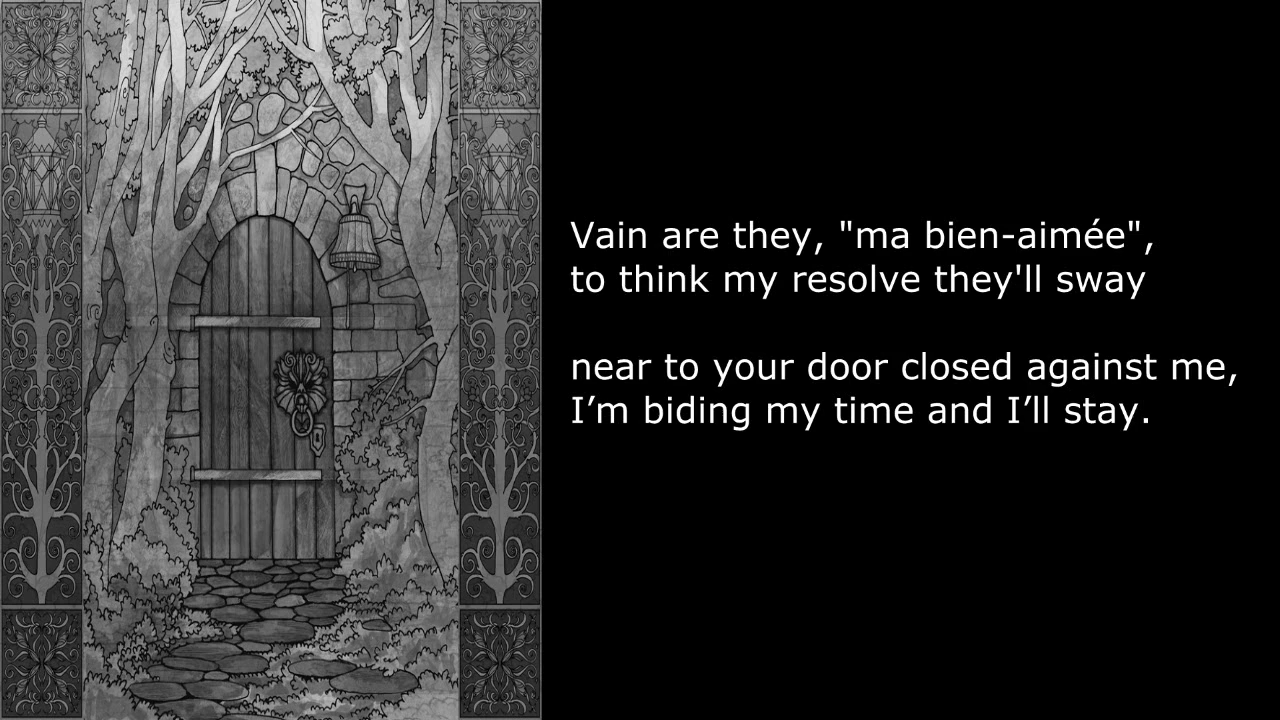 Vain are they, "ma bien-aimée",
to think my resolve they'll sway
near to your door closed against me,
I’m biding my time and I’ll stay.